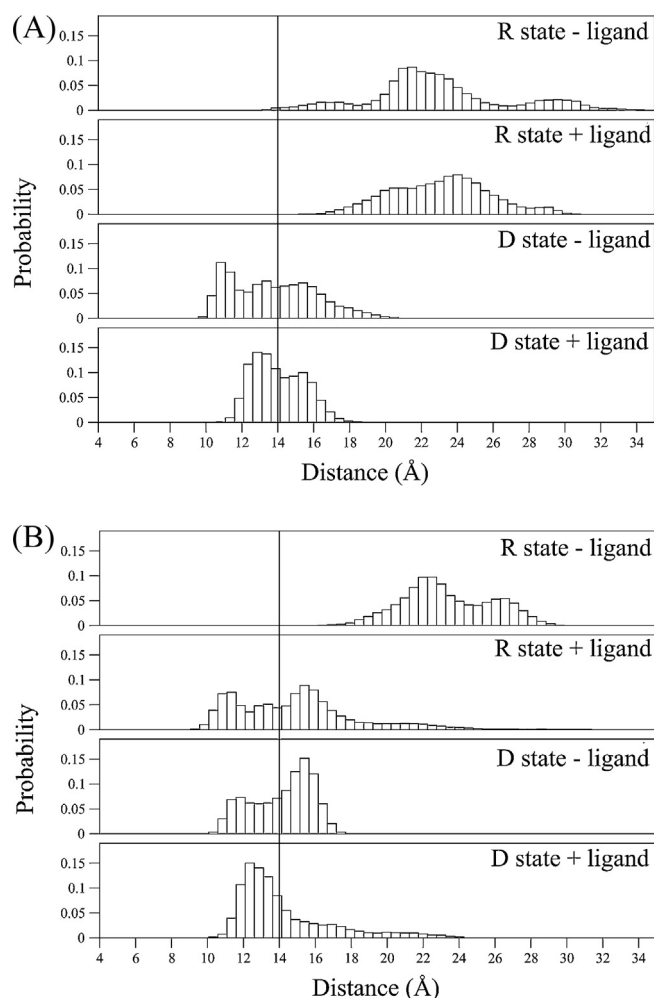 (A)
R state - ligand
0.15
0.1
0.05
0
R state + ligand
0.15
0.1
0.05
0
D state - ligand
0.15
0.1
0.05
0
D state + ligand
0.15
0.1
0.05
0
Probability
4 6 8 10 12 14 16 18 20 22 24 26 28 30 32 34
Distance (Å)
(B)
R state - ligand
0.15
0.1
0.05
0
R state + ligand
0.15
0.1
0.05
0
D state - ligand
0.15
0.1
0.05
0
D state + ligand
0.15
0.1
0.05
0
Probability
4 6 8 10 12 14 16 18 20 22 24 26 28 30 32 34
Distance (Å)